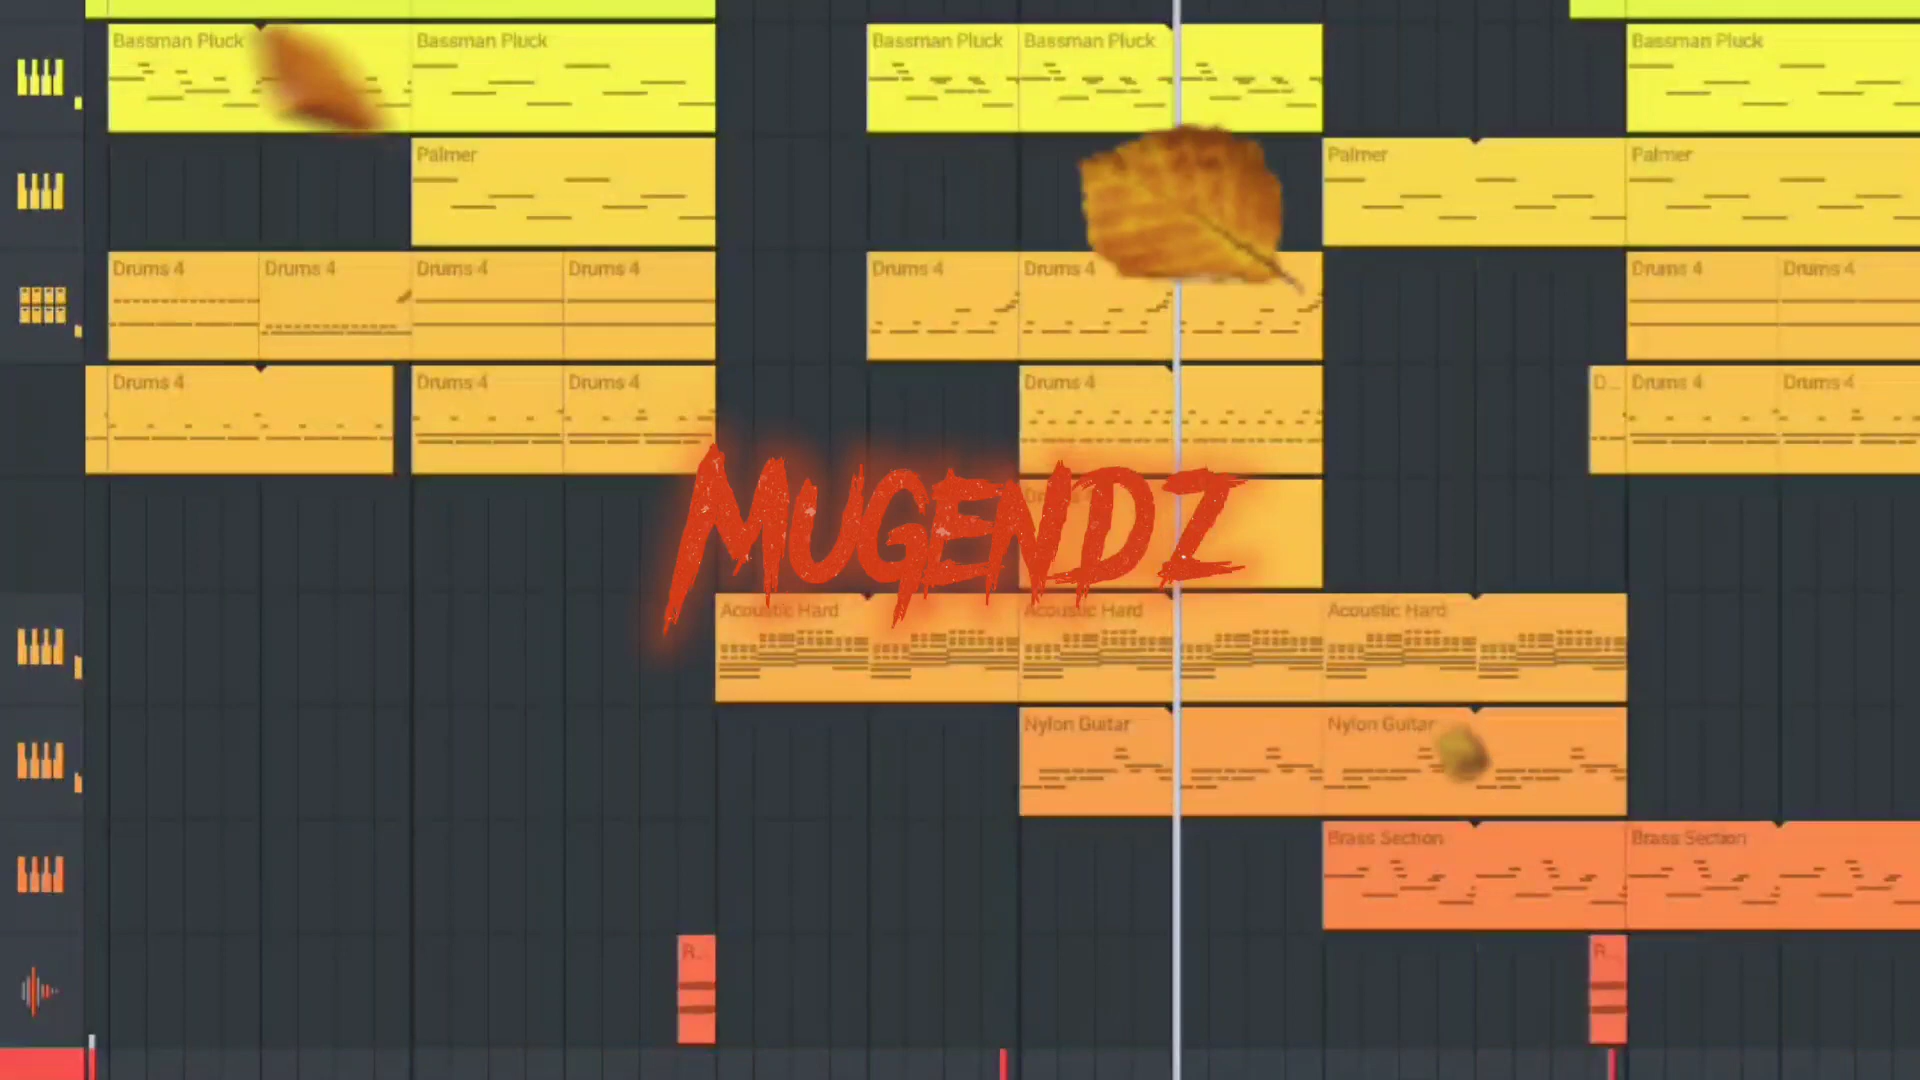 Bassman Pluck Bassman Pluck Bassman Pluck Bassman Pluck Bassman Pluck
Palmer Palmer Palmer
Drums 4 Drums 4 Drums 4 Drums 4 Drums 4 Drums 4 Drums 4 Drums 4
Drums 4 Drums 4 Drums 4 Drums 4 D... Drums 4 Drums 4
MUGENDZ
Acoustic Hard Acoustic Hard Acoustic Hard
Nylon Guitar Nylon Guitar
Brass Section Brass Section
R... R...